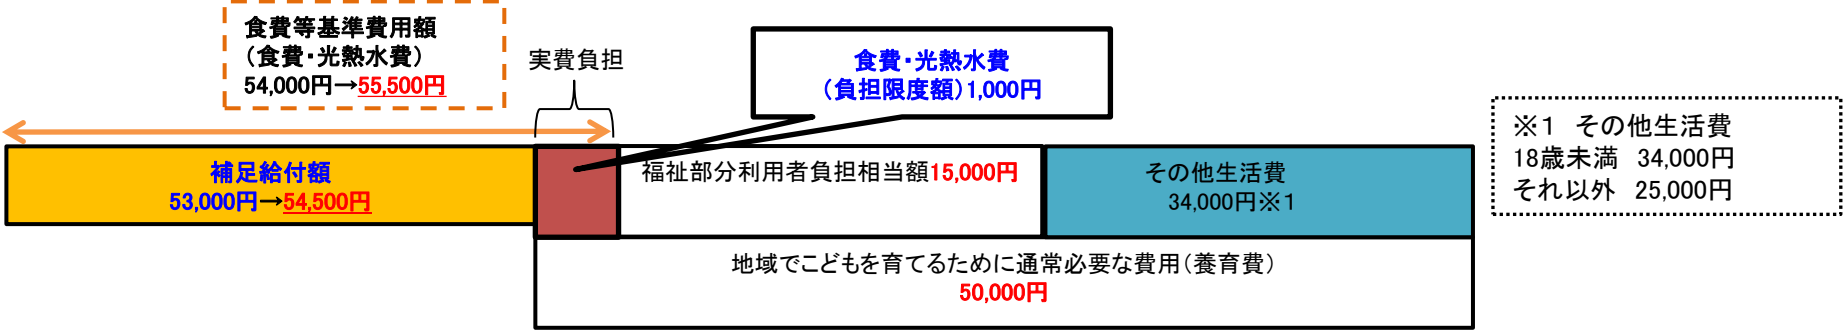 食費等基準費用額
(食費・光熱水費)
54,000円→55,500円
実費負担
食費・光熱水費
(負担限度額)1,000円
※1 その他生活費
18歳未満 34,000円
それ以外 25,000円
補足給付額
53,000円→54,500円
福祉部分利用者負担相当額15,000円
その他生活費
34,000円※1
地域でこどもを育てるために通常必要な費用(養育費)
50,000円